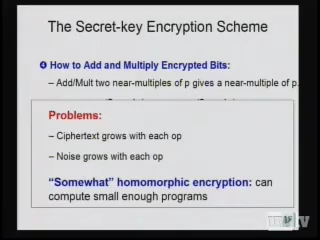 The Secret-key Encryption Scheme
How to Add and Multiply Encrypted Bits:
– Add/Mult two near-multiples of p gives a near-multiple of p.
Problems:
– Ciphertext grows with each op
– Noise grows with each op
"Somewhat" homomorphic encryption: can
compute small enough programs